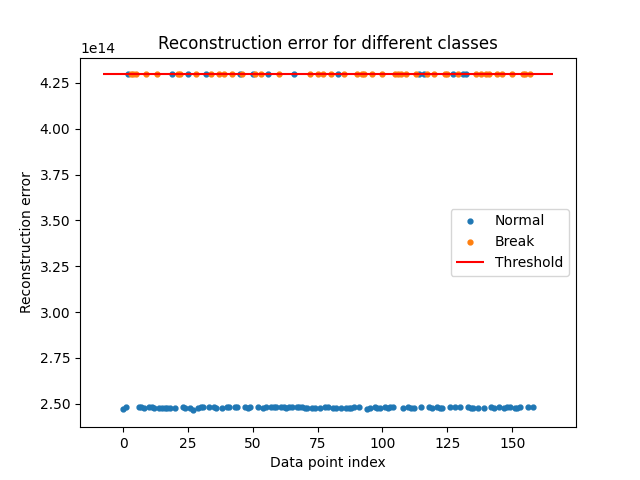 Reconstruction error for different classes
1e14
4.25
4.00
3.75
3.50
3.25
3.00
2.75
2.50
Reconstruction error
Normal
Break
Threshold
0
25
50
75
100
125
150
Data point index